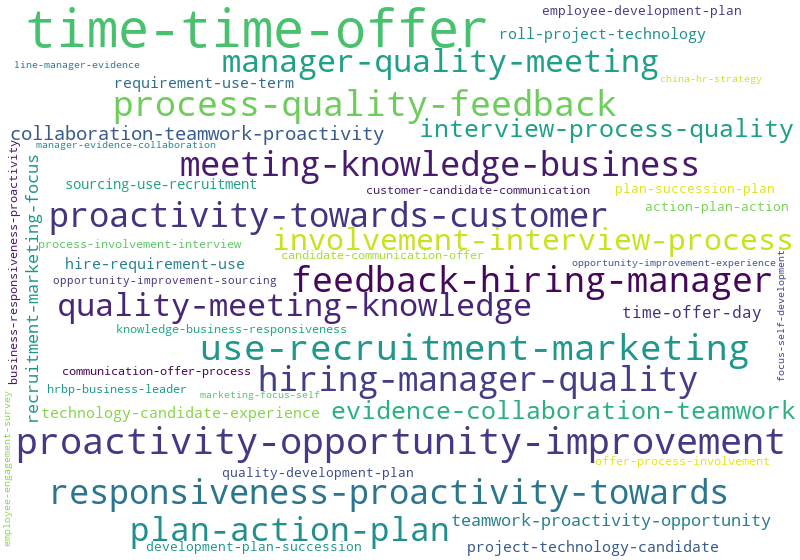 time-time-offer
employee-development-plan
roll-project-technology
manager-quality-meeting
line-manager-evidence
china-hr-strategy
requirement-use-term
process-quality-feedback
collaboration-teamwork-proactivity
interview-process-quality
manager-evidence-collaboration
business-responsiveness-proactivity
recruitment-marketing-focus
meeting-knowledge-business
sourcing-use-recruitment
customer-candidate-communication
plan-succession-plan
action-plan-action
proactivity-towards-customer
process-involvement-interview
involvement-interview-process
candidate-communication-offer
hire-requirement-use
opportunity-improvement-experience
opportunity-improvement-sourcing
feedback-hiring-manager
focus-self-development
quality-meeting-knowledge
time-offer-day
knowledge-business-responsiveness
use-recruitment-marketing
communication-offer-process
hiring-manager-quality
hrbp-business-leader
marketing-focus-self
employee-engagement-survey
technology-candidate-experience
evidence-collaboration-teamwork
proactivity-opportunity-improvement
offer-process-involvement
quality-development-plan
responsiveness-proactivity-towards
plan-action-plan
teamwork-proactivity-opportunity
development-plan-succession
project-technology-candidate